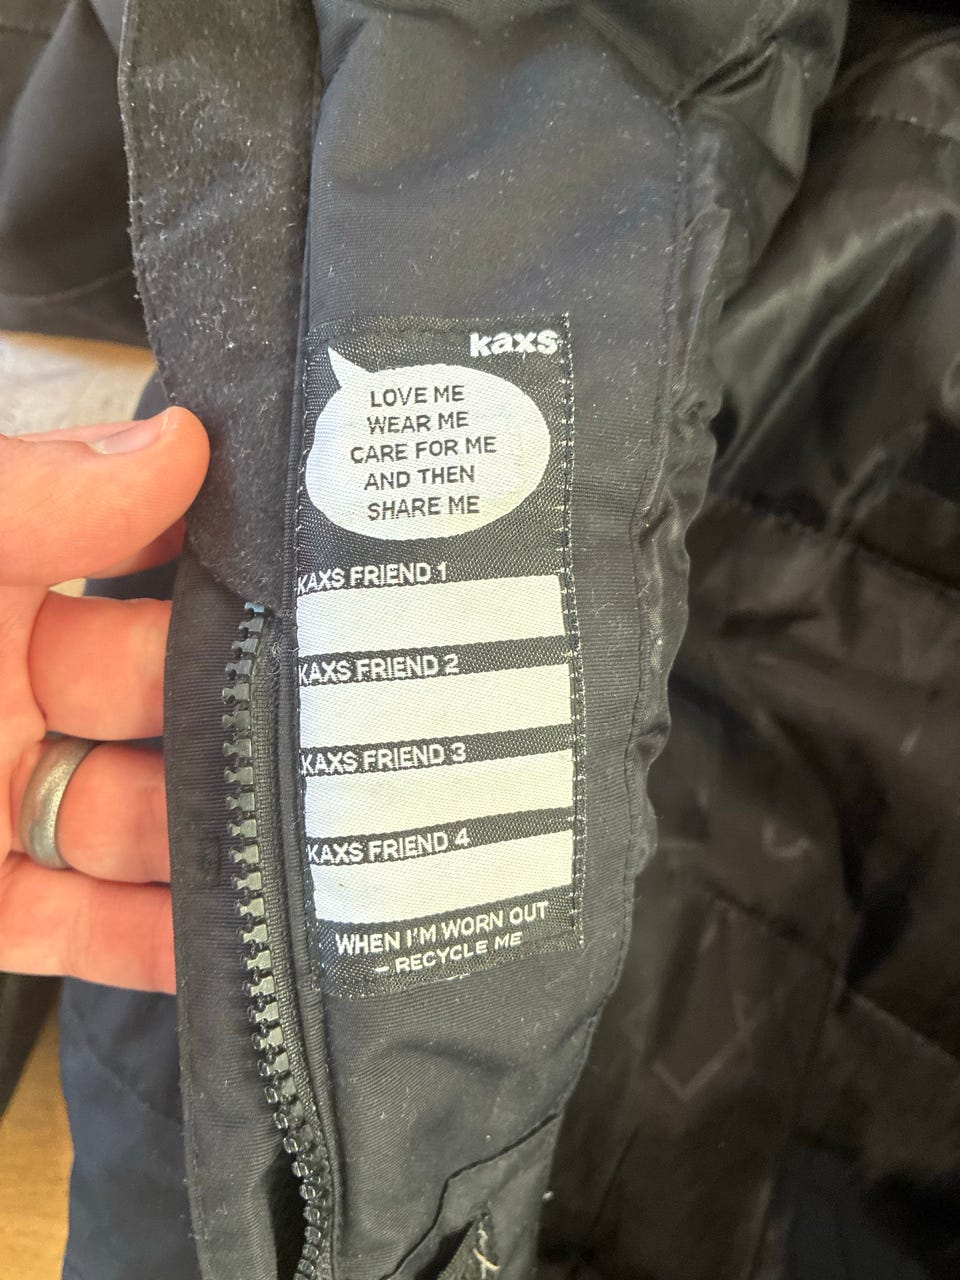 kaxs
LOVE ME
WEAR ME
CARE FOR ME
AND THEN
SHARE ME
KAXS FRIEND 1
KAXS FRIEND 2
KAXS FRIEND 3
KAXS FRIEND 4
WHEN I'M WORN OUT
– RECYCLE ME